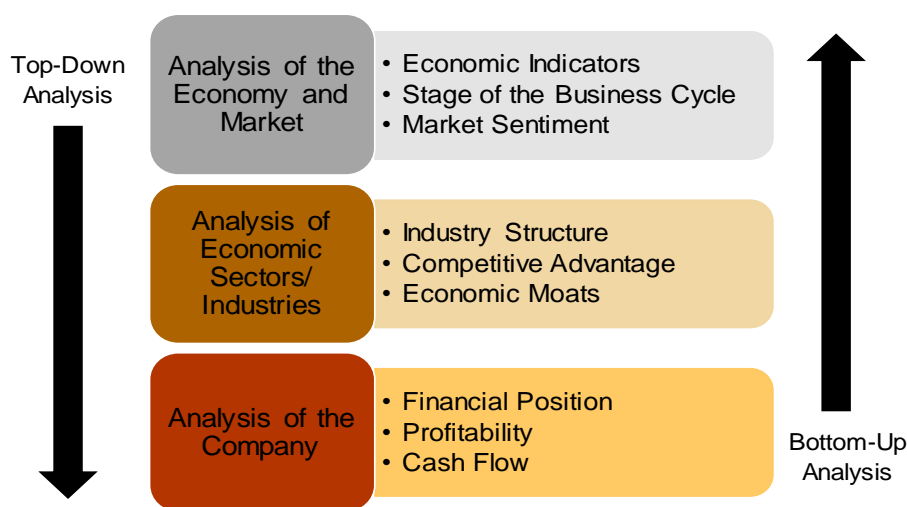 Top-Down
Analysis
Analysis of the
Economy and
Market
• Economic Indicators
• Stage of the Business Cycle
• Market Sentiment
Analysis of
Economic
Sectors/
Industries
• Industry Structure
• Competitive Advantage
• Economic Moats
Analysis of the
Company
• Financial Position
• Profitability
• Cash Flow
Bottom-Up
Analysis